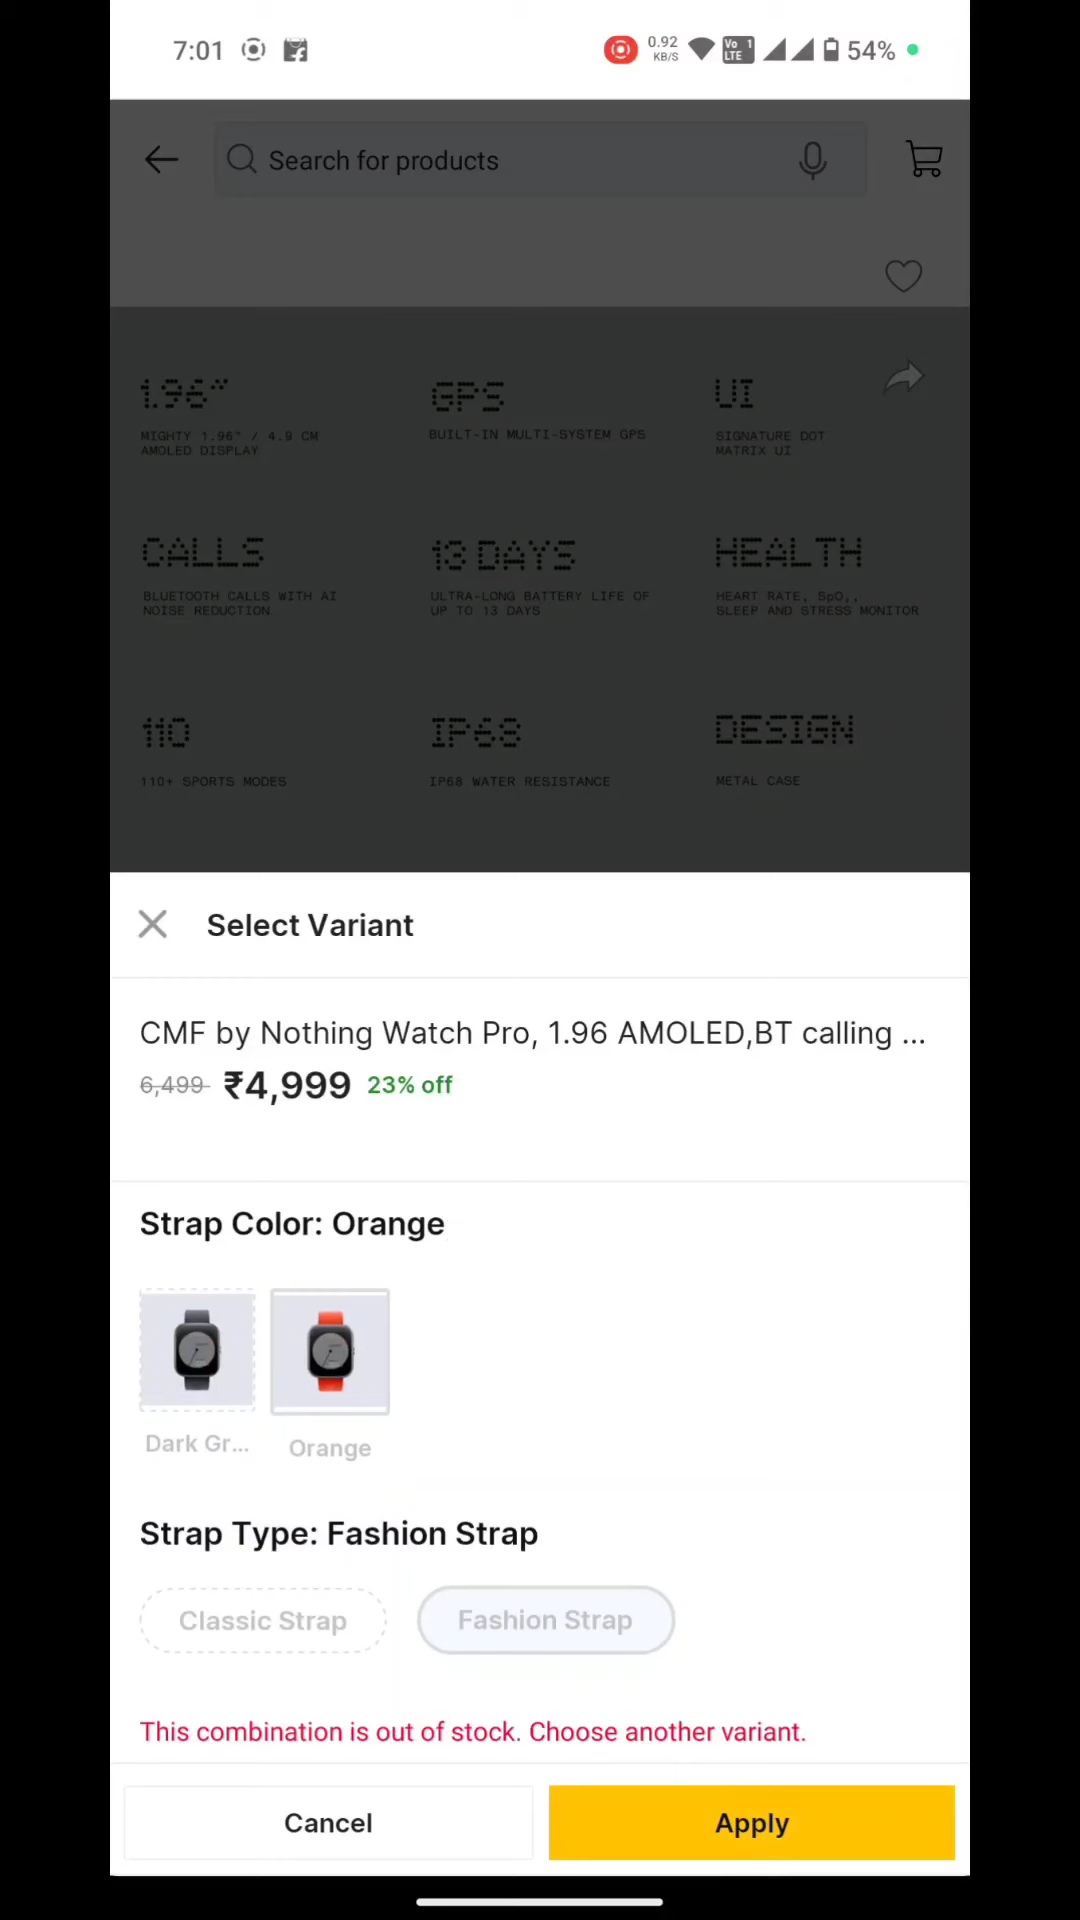 7:01
0.92
KB/S
Vo 1
LTE
54%
Search for products
1.96"
MIGHTY 1.96" / 4.9 CM
AMOLED DISPLAY
GPS
BUILT-IN MULTI-SYSTEM GPS
UI
SIGNATURE DOT
MATRIX UI
CALLS
BLUETOOTH CALLS WITH AI
NOISE REDUCTION
13 DAYS
ULTRA-LONG BATTERY LIFE OF
UP TO 13 DAYS
HEALTH
HEART RATE, SpO₂,
SLEEP AND STRESS MONITOR
110
110+ SPORTS MODES
IP68
IP68 WATER RESISTANCE
DESIGN
METAL CASE
Select Variant
CMF by Nothing Watch Pro, 1.96 AMOLED,BT calling ...
6,499 ₹4,999 23% off
Strap Color: Orange
Dark Gr...
Orange
Strap Type: Fashion Strap
Classic Strap
Fashion Strap
This combination is out of stock. Choose another variant.
Cancel
Apply